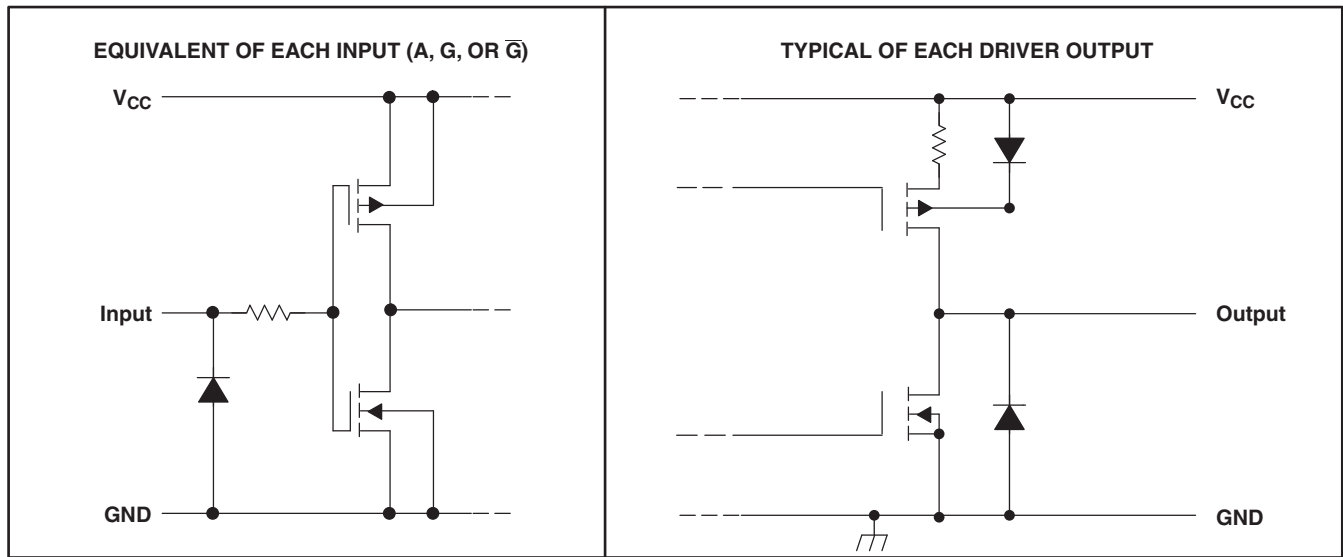 EQUIVALENT OF EACH INPUT (A, G, OR G̅)
VCC
Input
GND
TYPICAL OF EACH DRIVER OUTPUT
VCC
Output
GND